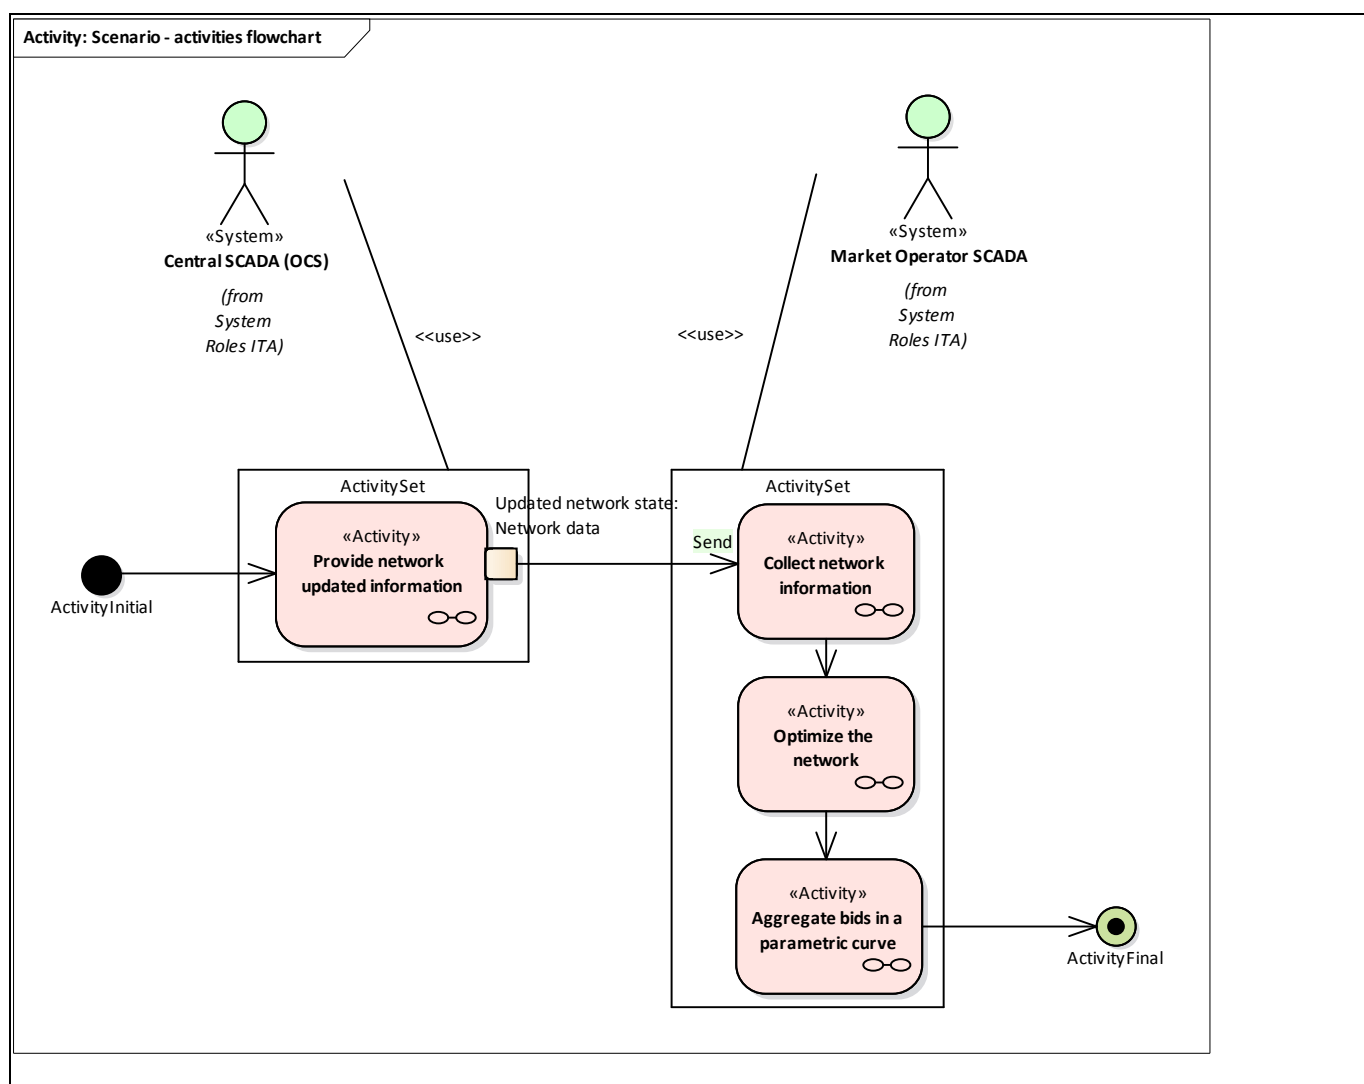 Activity: Scenario - activities flowchart
«System»
Central SCADA (OCS)
(from
System
Roles ITA)
«System»
Market Operator SCADA
(from
System
Roles ITA)
<<use>>
<<use>>
ActivitySet
«Activity»
Provide network
updated information
Updated network state:
Network data
Send
ActivityInitial
ActivitySet
«Activity»
Collect network
information
«Activity»
Optimize the
network
«Activity»
Aggregate bids in a
parametric curve
ActivityFinal